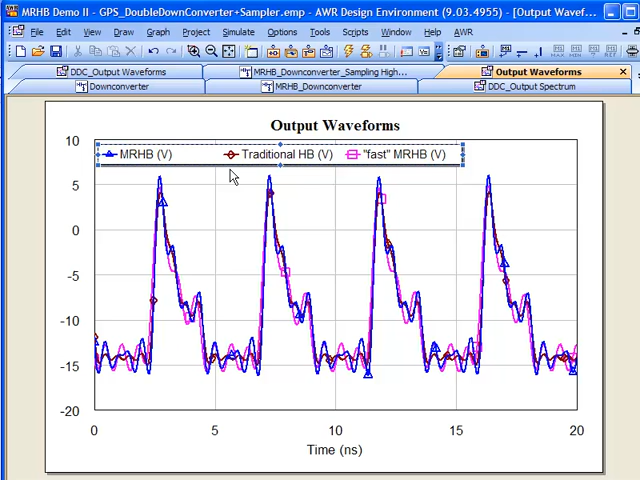 MRHB Demo II - GPS_DoubleDownConverter+Sampler.emp - AWR Design Environment (9.03.4955) - [Output Wavef...
File Edit View Draw Graph Project Simulate Options Tools Scripts Window Help AWR
DDC_Output Waveforms MRHB_Downconverter_Sampling High... Output Waveforms
Downconverter MRHB_Downconverter DDC_Output Spectrum
Output Waveforms
MRHB (V) Traditional HB (V) "fast" MRHB (V)
10
5
0
-5
-10
-15
-20
0 5 10 15 20
Time (ns)